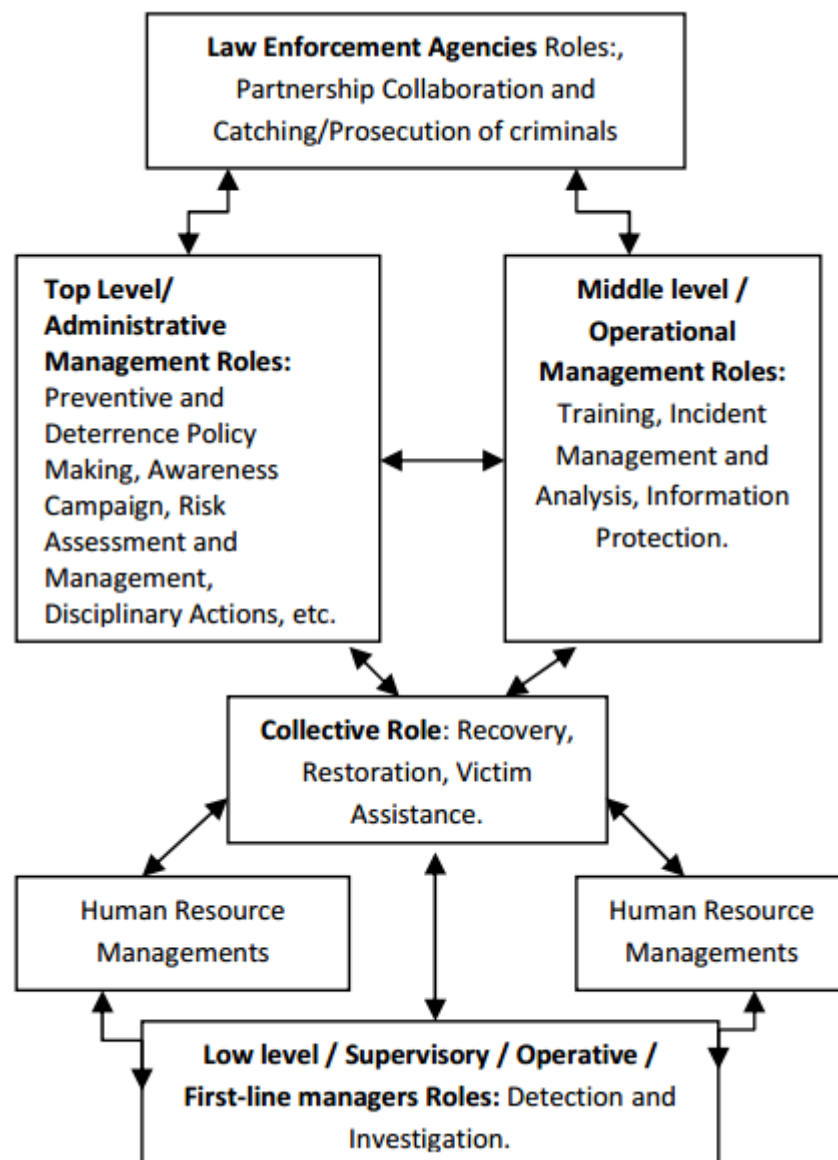 Law Enforcement Agencies Roles:,
Partnership Collaboration and
Catching/Prosecution of criminals
Top Level/
Administrative
Management Roles:
Preventive and
Deterrence Policy
Making, Awareness
Campaign, Risk
Assessment and
Management,
Disciplinary Actions, etc.
Middle level /
Operational
Management Roles:
Training, Incident
Management and
Analysis, Information
Protection.
Collective Role: Recovery,
Restoration, Victim
Assistance.
Human Resource
Managements
Human Resource
Managements
Low level / Supervisory / Operative /
First-line managers Roles: Detection and
Investigation.